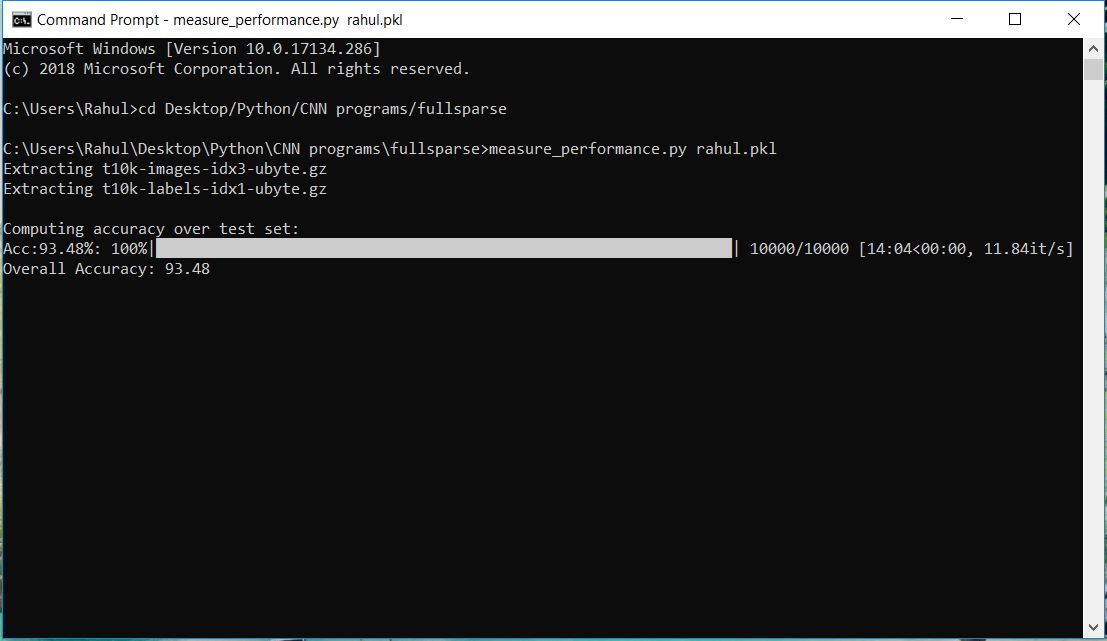 Command Prompt - measure_performance.py  rahul.pkl
Microsoft Windows [Version 10.0.17134.286]
(c) 2018 Microsoft Corporation. All rights reserved.
C:\Users\Rahul>cd Desktop/Python/CNN programs/fullsparse
C:\Users\Rahul\Desktop\Python\CNN programs\fullsparse>measure_performance.py rahul.pkl
Extracting t10k-images-idx3-ubyte.gz
Extracting t10k-labels-idx1-ubyte.gz
Computing accuracy over test set:
Acc:93.48%: 100%|█████████████████████████████████████████████████████████████████| 10000/10000 [14:04<00:00, 11.84it/s]
Overall Accuracy: 93.48